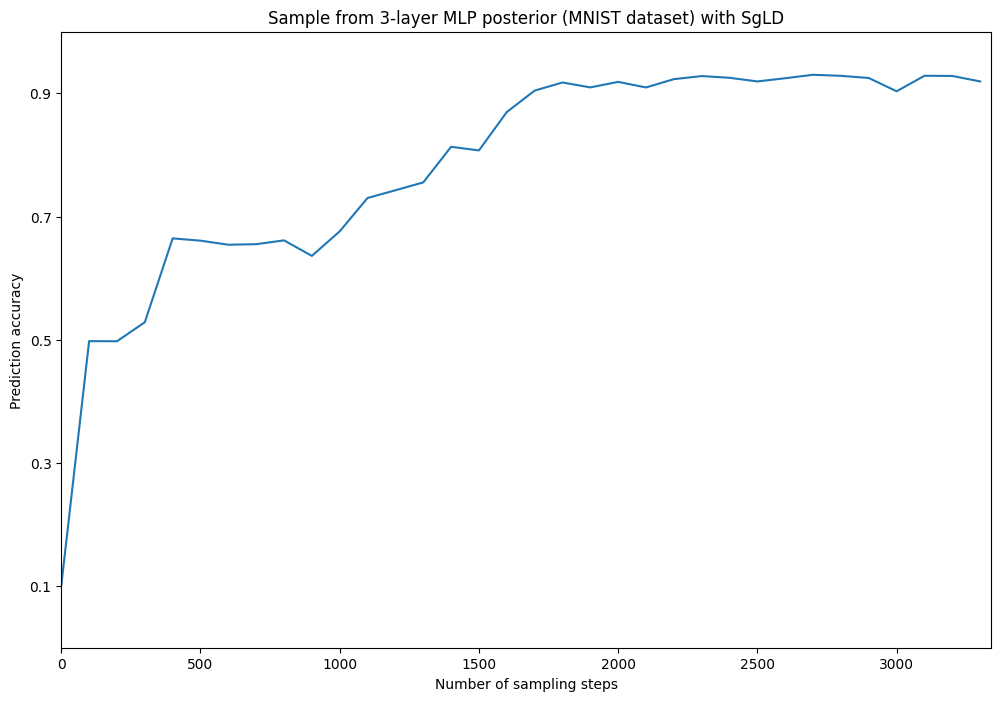 Sample from 3-layer MLP posterior (MNIST dataset) with SgLD
Prediction accuracy
0.9
0.7
0.5
0.3
0.1
0 500 1000 1500 2000 2500 3000
Number of sampling steps